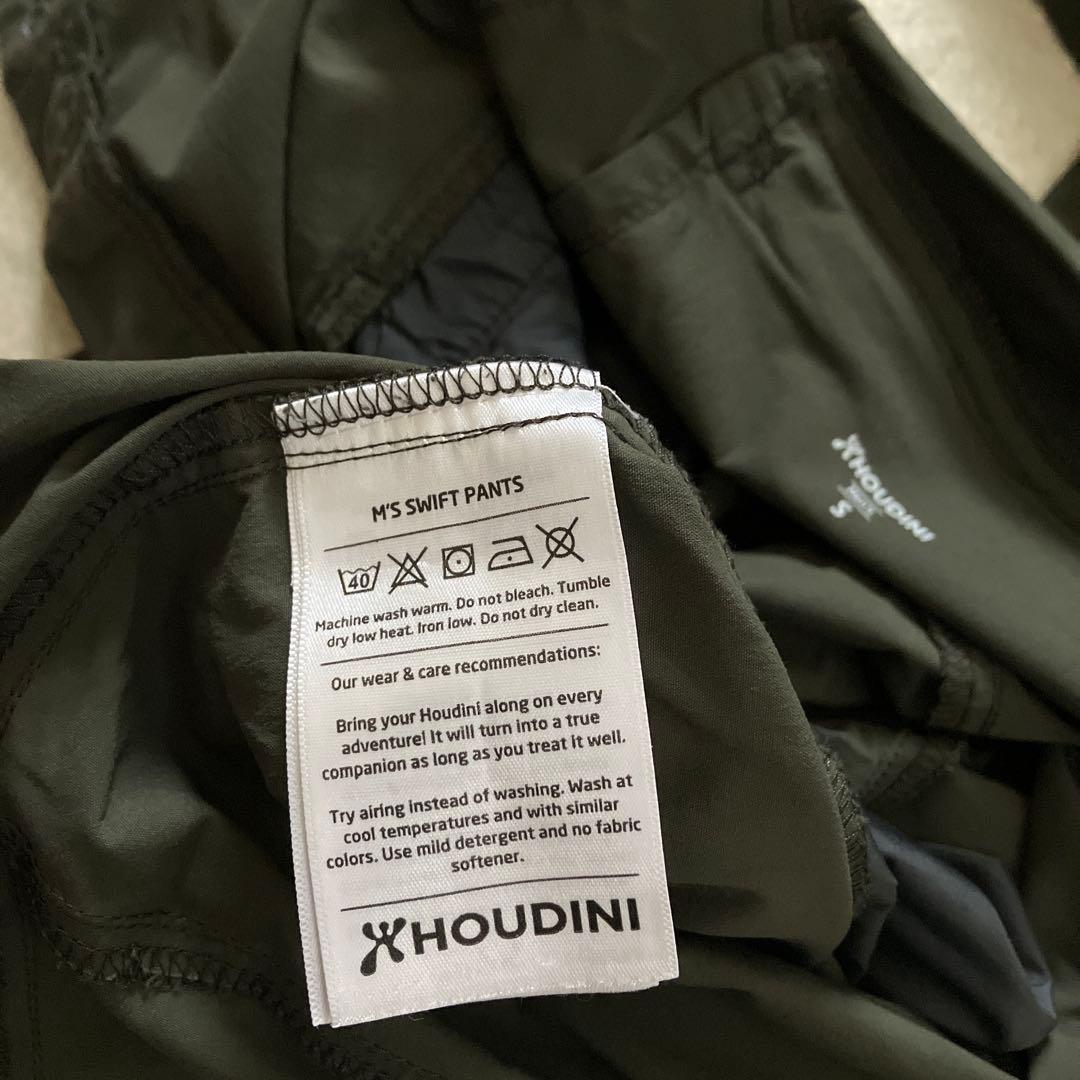 M'S SWIFT PANTS
40
Machine wash warm. Do not bleach. Tumble
dry low heat. Iron low. Do not dry clean.
Our wear & care recommendations:
Bring your Houdini along on every
adventure! It will turn into a true
companion as long as you treat it well.
Try airing instead of washing. Wash at
cool temperatures and with similar
colors. Use mild detergent and no fabric
softener.
HOUDINI
HOUDINI
S